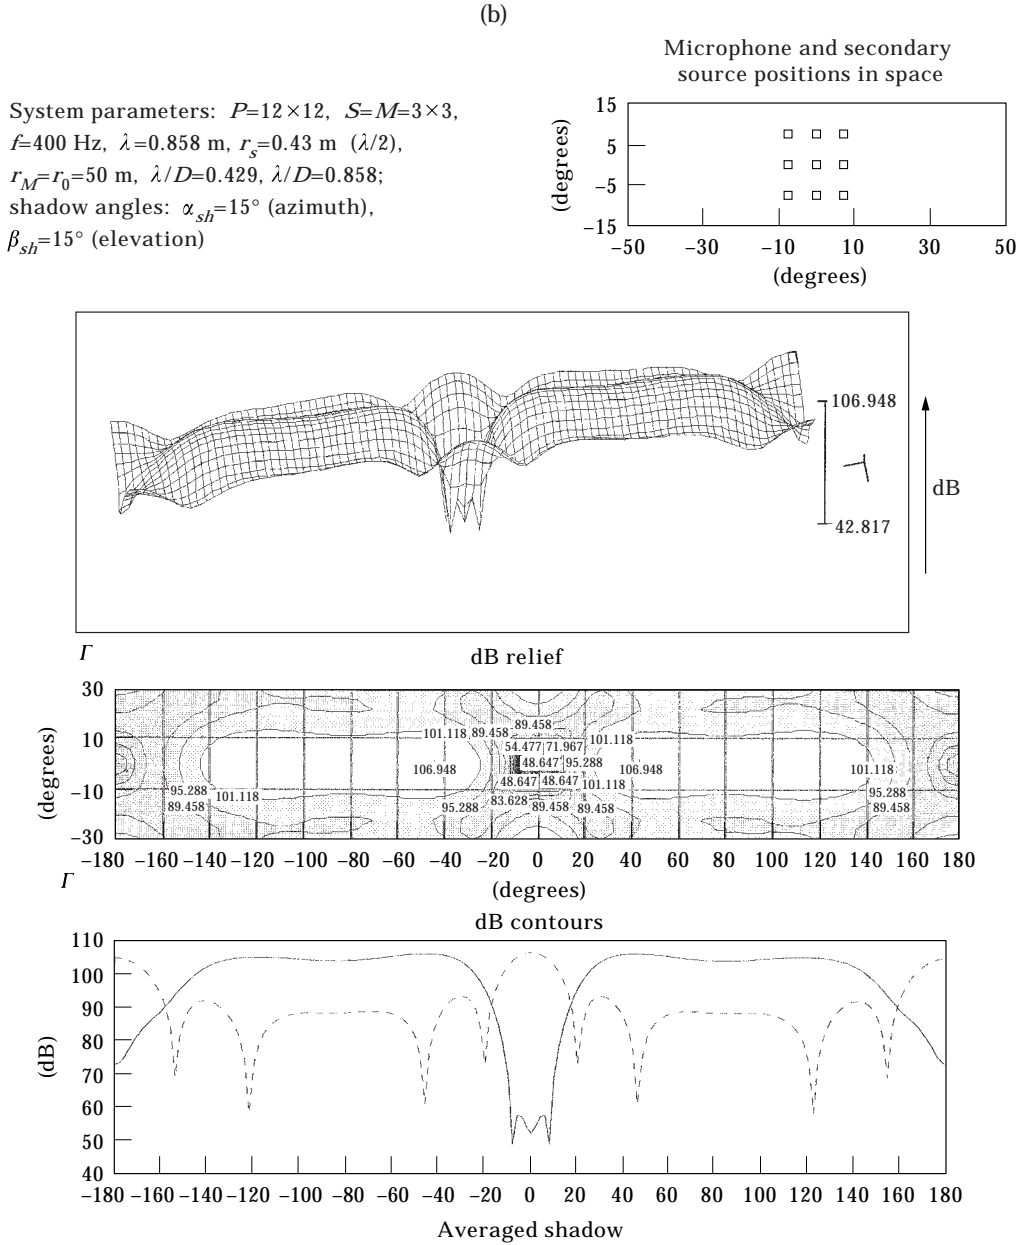 (b)
Microphone and secondary
source positions in space
System parameters: P=12×12, S=M=3×3,
f=400 Hz, λ=0.858 m, r_s=0.43 m (λ/2),
r_M=r_0=50 m, λ/D=0.429, λ/D=0.858;
shadow angles: α_sh=15° (azimuth),
β_sh=15° (elevation)
15
5
−5
−15
(degrees)
−50 −30 −10 10 30 50
(degrees)
106.948
dB
42.817
Γ
dB relief
30
10
−10
−30
(degrees)
89.458
101.118 89.458 101.118
54.477 71.967
106.948 48.647 95.288 106.948 101.118
48.647 48.647 101.118
95.288 101.118 83.628 95.288
89.458 95.288 89.458 89.458 89.458
−180 −160 −140 −120 −100 −80 −60 −40 −20 0 20 40 60 80 100 120 140 160 180
Γ
(degrees)
dB contours
110
100
90
80
70
60
50
40
(dB)
−180 −160 −140 −120 −100 −80 −60 −40 −20 0 20 40 60 80 100 120 140 160 180
Averaged shadow